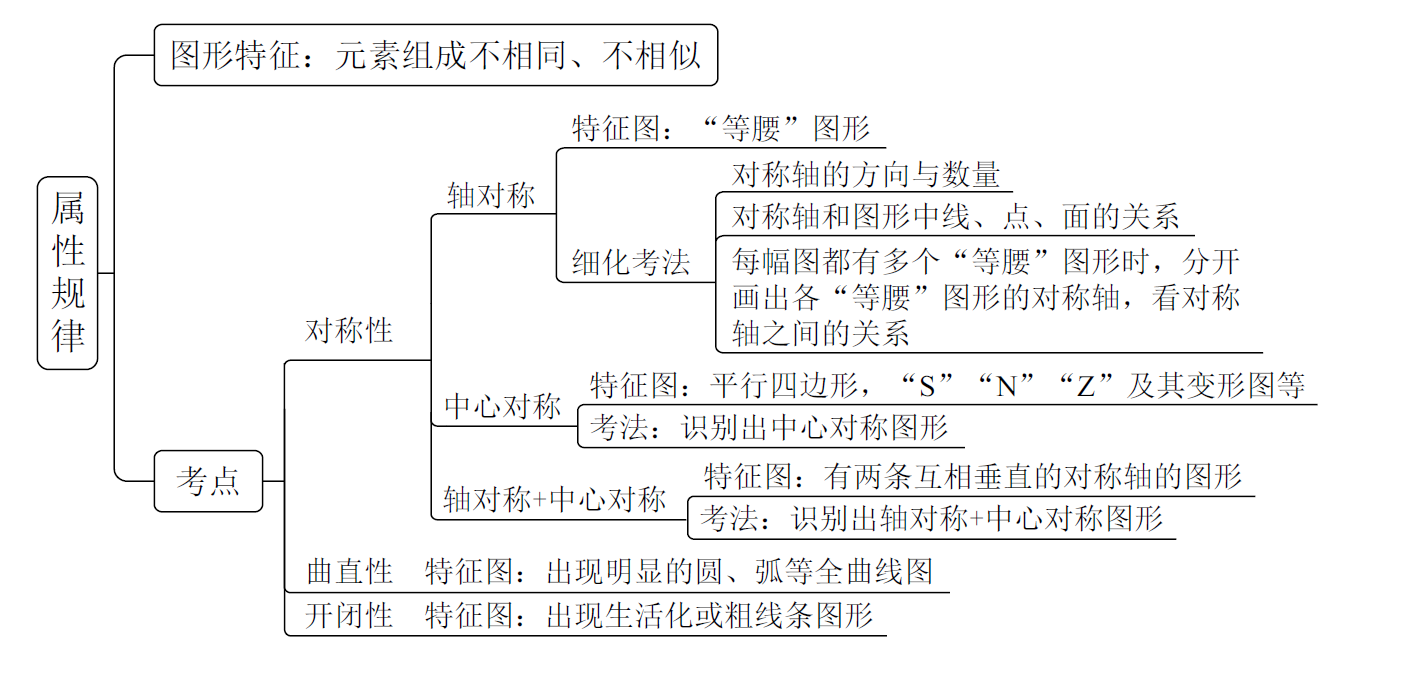 图形特征：元素组成不相同、不相似
特征图：“等腰”图形
对称轴的方向与数量
轴对称
对称轴和图形中线、点、面的关系
细化考法
每幅图都有多个“等腰”图形时，分开
画出各“等腰”图形的对称轴，看对称
轴之间的关系
属性规律
对称性
特征图：平行四边形，“S”“N”“Z”及其变形图等
中心对称
考法：识别出中心对称图形
考点
特征图：有两条互相垂直的对称轴的图形
轴对称+中心对称
考法：识别出轴对称+中心对称图形
曲直性 特征图：出现明显的圆、弧等全曲线图
开闭性 特征图：出现生活化或粗线条图形